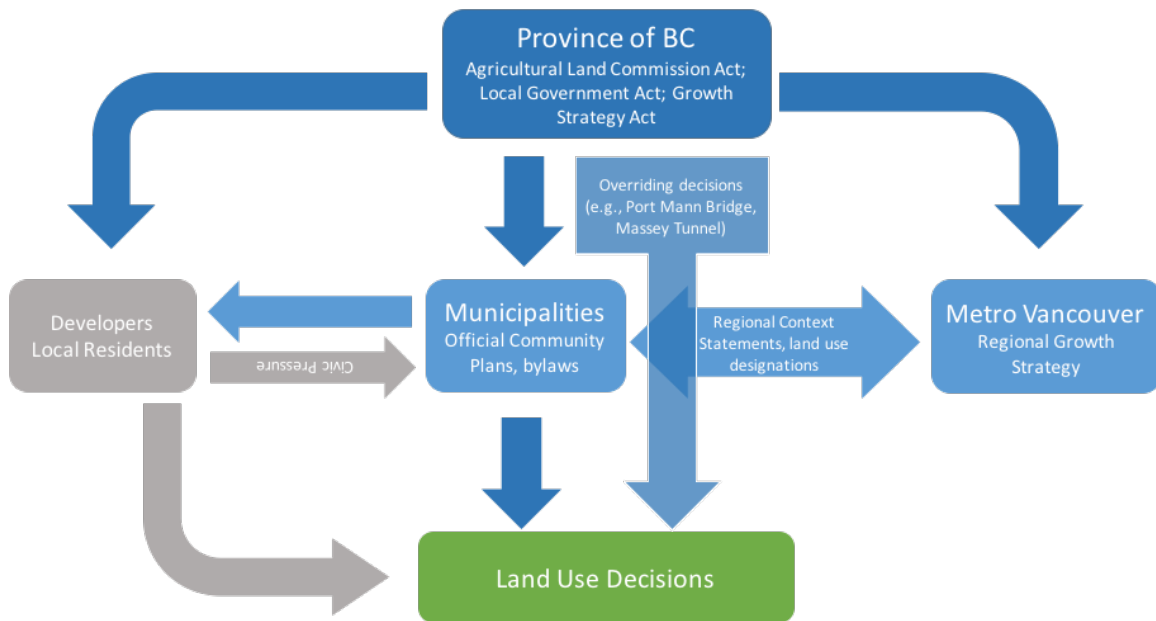 Province of BC
Agricultural Land Commission Act;
Local Government Act; Growth
Strategy Act
Overriding decisions
(e.g., Port Mann Bridge,
Massey Tunnel)
Developers
Local Residents
Civic Pressure
Municipalities
Official Community
Plans, bylaws
Regional Context
Statements, land use
designations
Metro Vancouver
Regional Growth
Strategy
Land Use Decisions